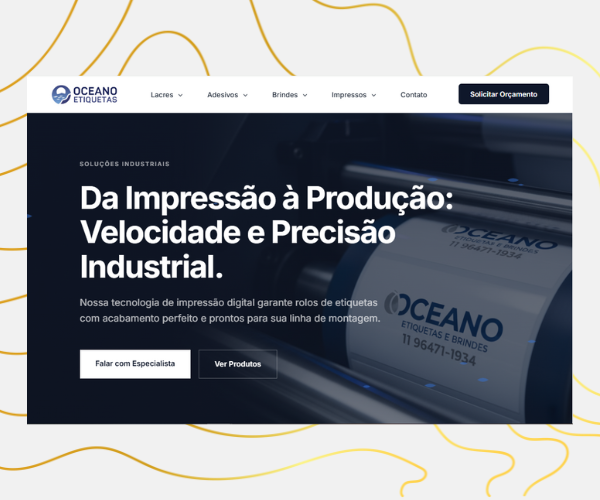 OCEANO
ETIQUETAS
Lacres
Adesivos
Brindes
Impressos
Contato
Solicitar Orçamento
SOLUÇÕES INDUSTRIAIS
Da Impressão à Produção:
Velocidade e Precisão
Industrial.
Nossa tecnologia de impressão digital garante rolos de etiquetas
com acabamento perfeito e prontos para sua linha de montagem.
Falar com Especialista
Ver Produtos
OCEANO
ETIQUETAS E BRINDES
11 96471-1934
OCEANO
ETIQUETAS E BRINDES
11 96471-1934